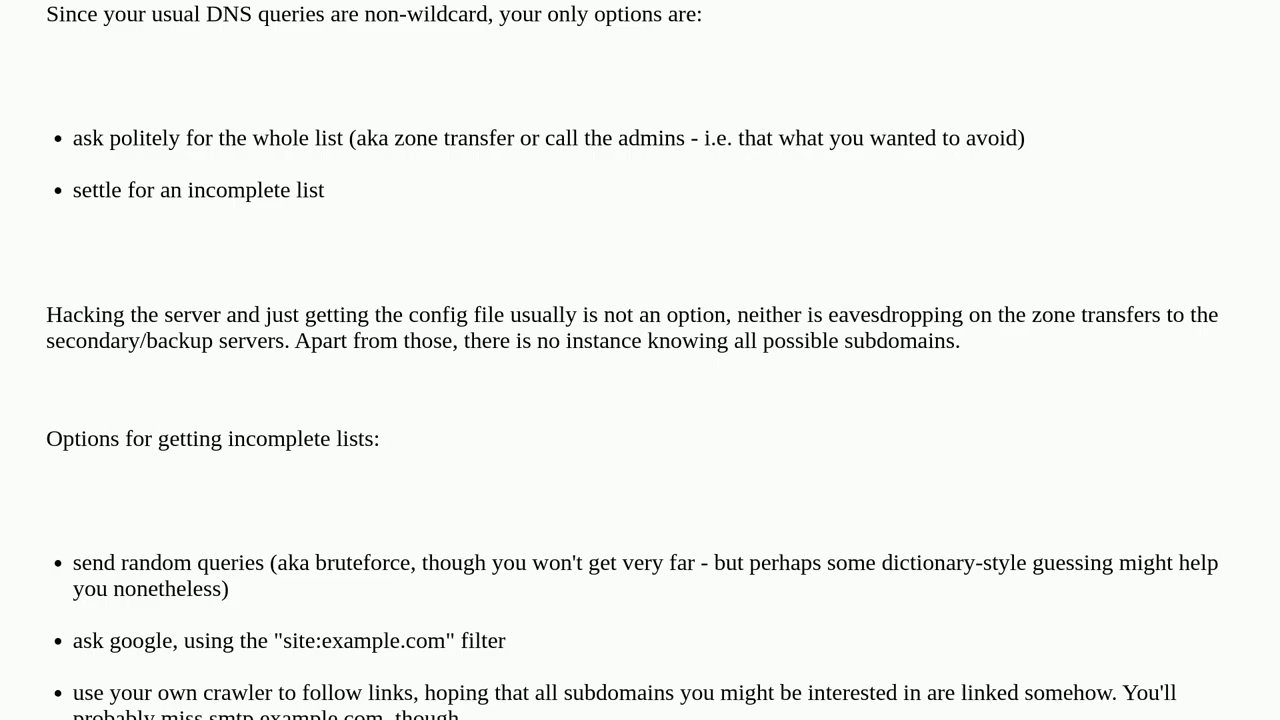 Since your usual DNS queries are non-wildcard, your only options are:
• ask politely for the whole list (aka zone transfer or call the admins - i.e. that what you wanted to avoid)
• settle for an incomplete list
Hacking the server and just getting the config file usually is not an option, neither is eavesdropping on the zone transfers to the
secondary/backup servers. Apart from those, there is no instance knowing all possible subdomains.
Options for getting incomplete lists:
• send random queries (aka bruteforce, though you won't get very far - but perhaps some dictionary-style guessing might help
you nonetheless)
• ask google, using the "site:example.com" filter
• use your own crawler to follow links, hoping that all subdomains you might be interested in are linked somehow. You'll
probably miss smtp.example.com, though